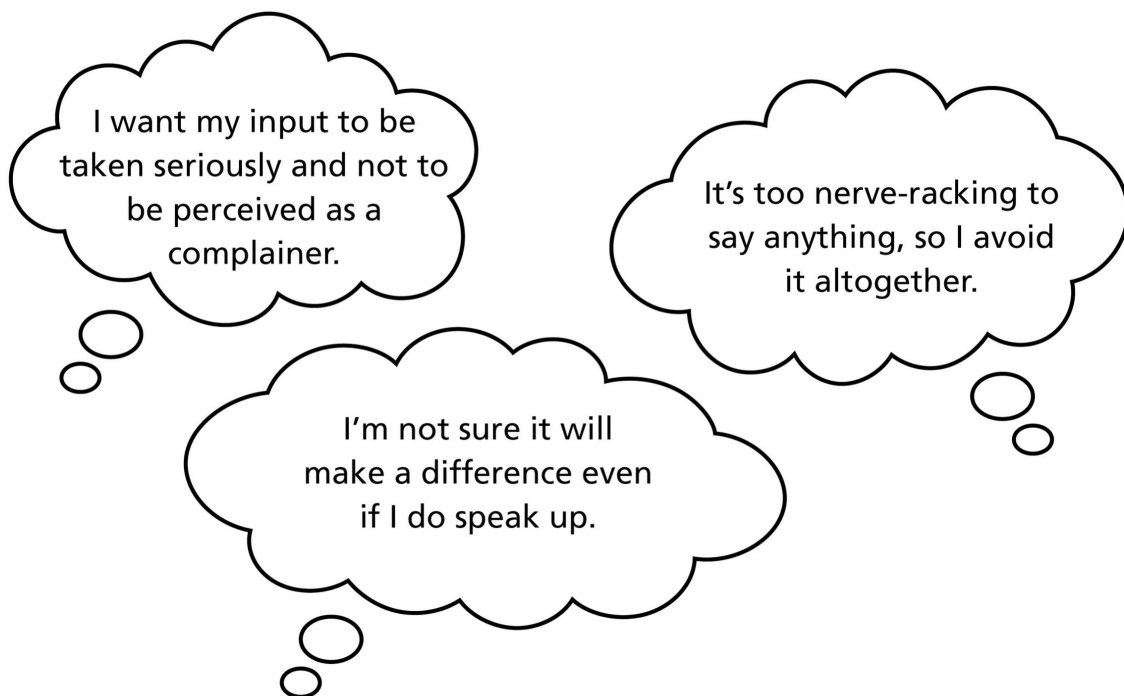 I want my input to be
taken seriously and not to
be perceived as a
complainer.
It’s too nerve-racking to
say anything, so I avoid
it altogether.
I’m not sure it will
make a difference even
if I do speak up.